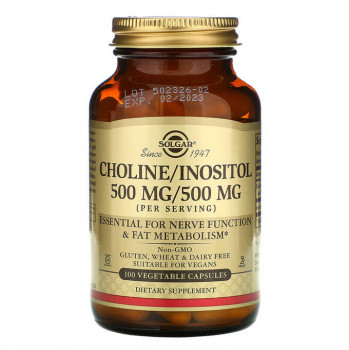 LOT 502326-02
EXP. 02/2023
SOLGAR
Since 1947
CHOLINE/INOSITOL
500 MG/500 MG
(PER SERVING)
ESSENTIAL FOR NERVE FUNCTION
& FAT METABOLISM*
Non-GMO
GLUTEN, WHEAT & DAIRY FREE
SUITABLE FOR VEGANS
100 VEGETABLE CAPSULES
DIETARY SUPPLEMENT